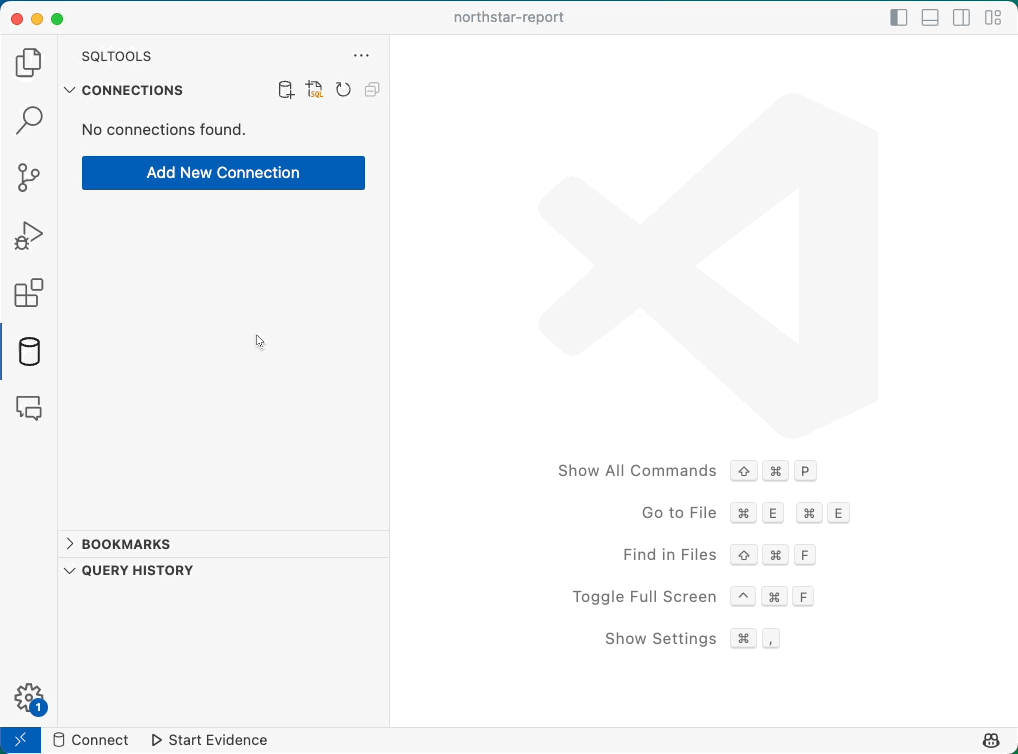 northstar-report
SQLTOOLS
CONNECTIONS
SQL
No connections found.
Add New Connection
BOOKMARKS
QUERY HISTORY
Show All Commands ⇧ ⌘ P
Go to File ⌘ E ⌘ E
Find in Files ⇧ ⌘ F
Toggle Full Screen ^ ⌘ F
Show Settings ⌘ ,
1
Connect
Start Evidence